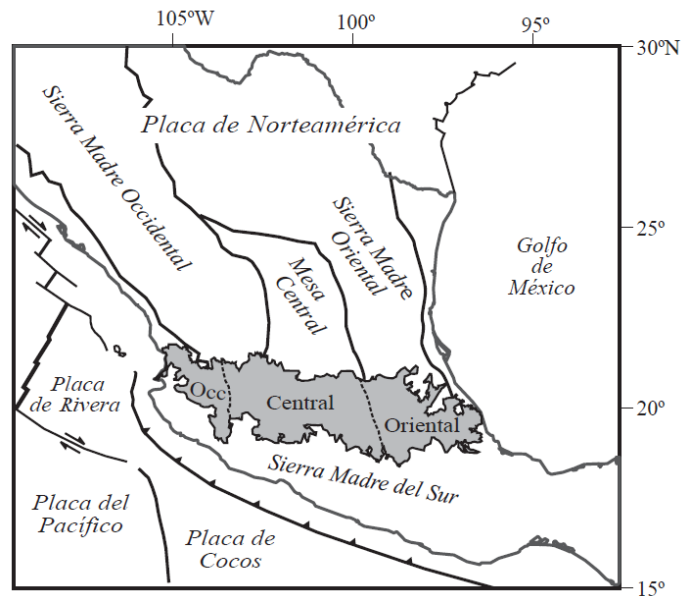 105ºW
100º
95º
30ºN
Placa de Norteamérica
Sierra Madre Occidental
25º
Sierra Madre
Oriental
Golfo
de
México
Mesa
Central
Placa
de Rivera
Occ
Central
Oriental
20º
Sierra Madre del Sur
Placa del
Pacífico
Placa de
Cocos
15º